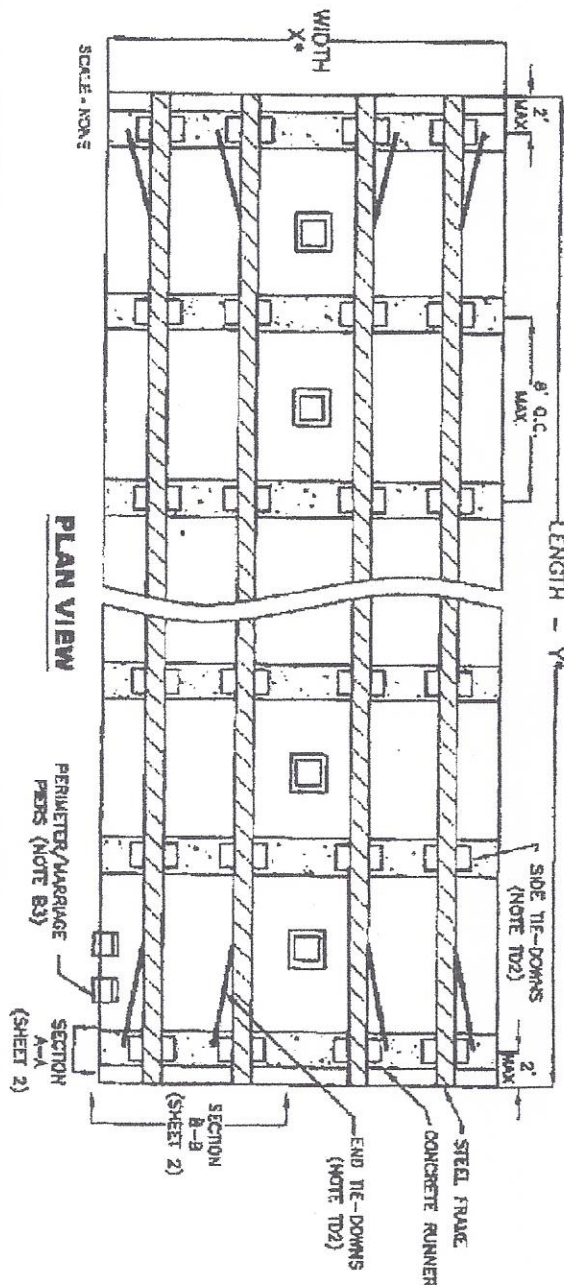 WIDTH
X*
SCALE = NONE
2'
MAX
8' O.C.
MAX.
LENGTH - Y*
PLAN VIEW
PERIMETER/MARRIAGE
PIERS (NOTE B3)
SIDE TIE-DOWNS
(NOTE TD2)
SECTION
A-A
(SHEET 2)
SECTION
B-B
(SHEET 2)
2'
MAX
END TIE-DOWNS
(NOTE TD2)
CONCRETE RUNNER
STEEL FRAME